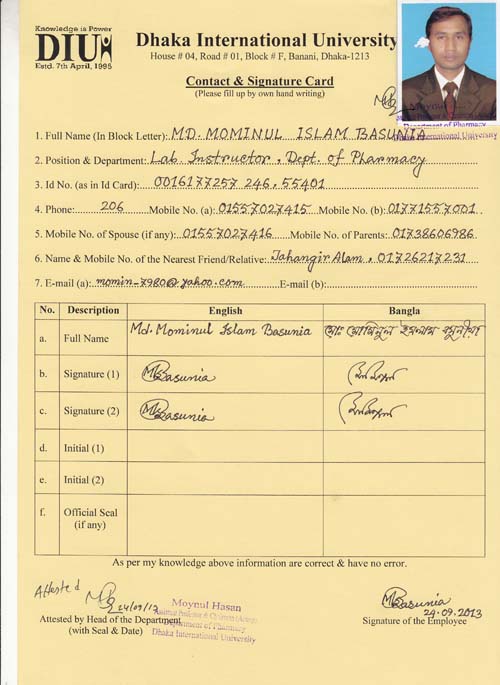 Knowledge is Power
DIU
Estd. 7th April, 1995
Dhaka International University
House # 04, Road # 01, Block # F, Banani, Dhaka-1213
Contact & Signature Card
(Please fill up by own hand writing)
Moynul
Department of Pharmacy
Dhaka International University
1. Full Name (In Block Letter): MD. MOMINUL ISLAM BASUNIA
2. Position & Department: Lab. Instructor, Dept. of Pharmacy
3. Id No. (as in Id Card): 0016177257 246, 55401
4. Phone: 206 Mobile No. (a): 01557027415 Mobile No. (b): 01771557001
5. Mobile No. of Spouse (if any): 01557027416 Mobile No. of Parents: 01738606986
6. Name & Mobile No. of the Nearest Friend/Relative: Jahangir Alam, 01726217231
7. E-mail (a): momin-7980@yahoo.com E-mail (b):
No. Description English Bangla
a. Full Name Md. Mominul Islam Basunia মোঃ মোমিনুল ইসলাম বসুনীয়া
b. Signature (1) Basunia
c. Signature (2) Basunia
d. Initial (1)
e. Initial (2)
f. Official Seal
(if any)
As per my knowledge above information are correct & have no error.
Attested
24/09/13
Moynul Hasan
Assistant Professor & Chairman (Acting)
Department of Pharmacy
Dhaka International University
Attested by Head of the Department
(with Seal & Date)
Basunia
24.09.2013
Signature of the Employee